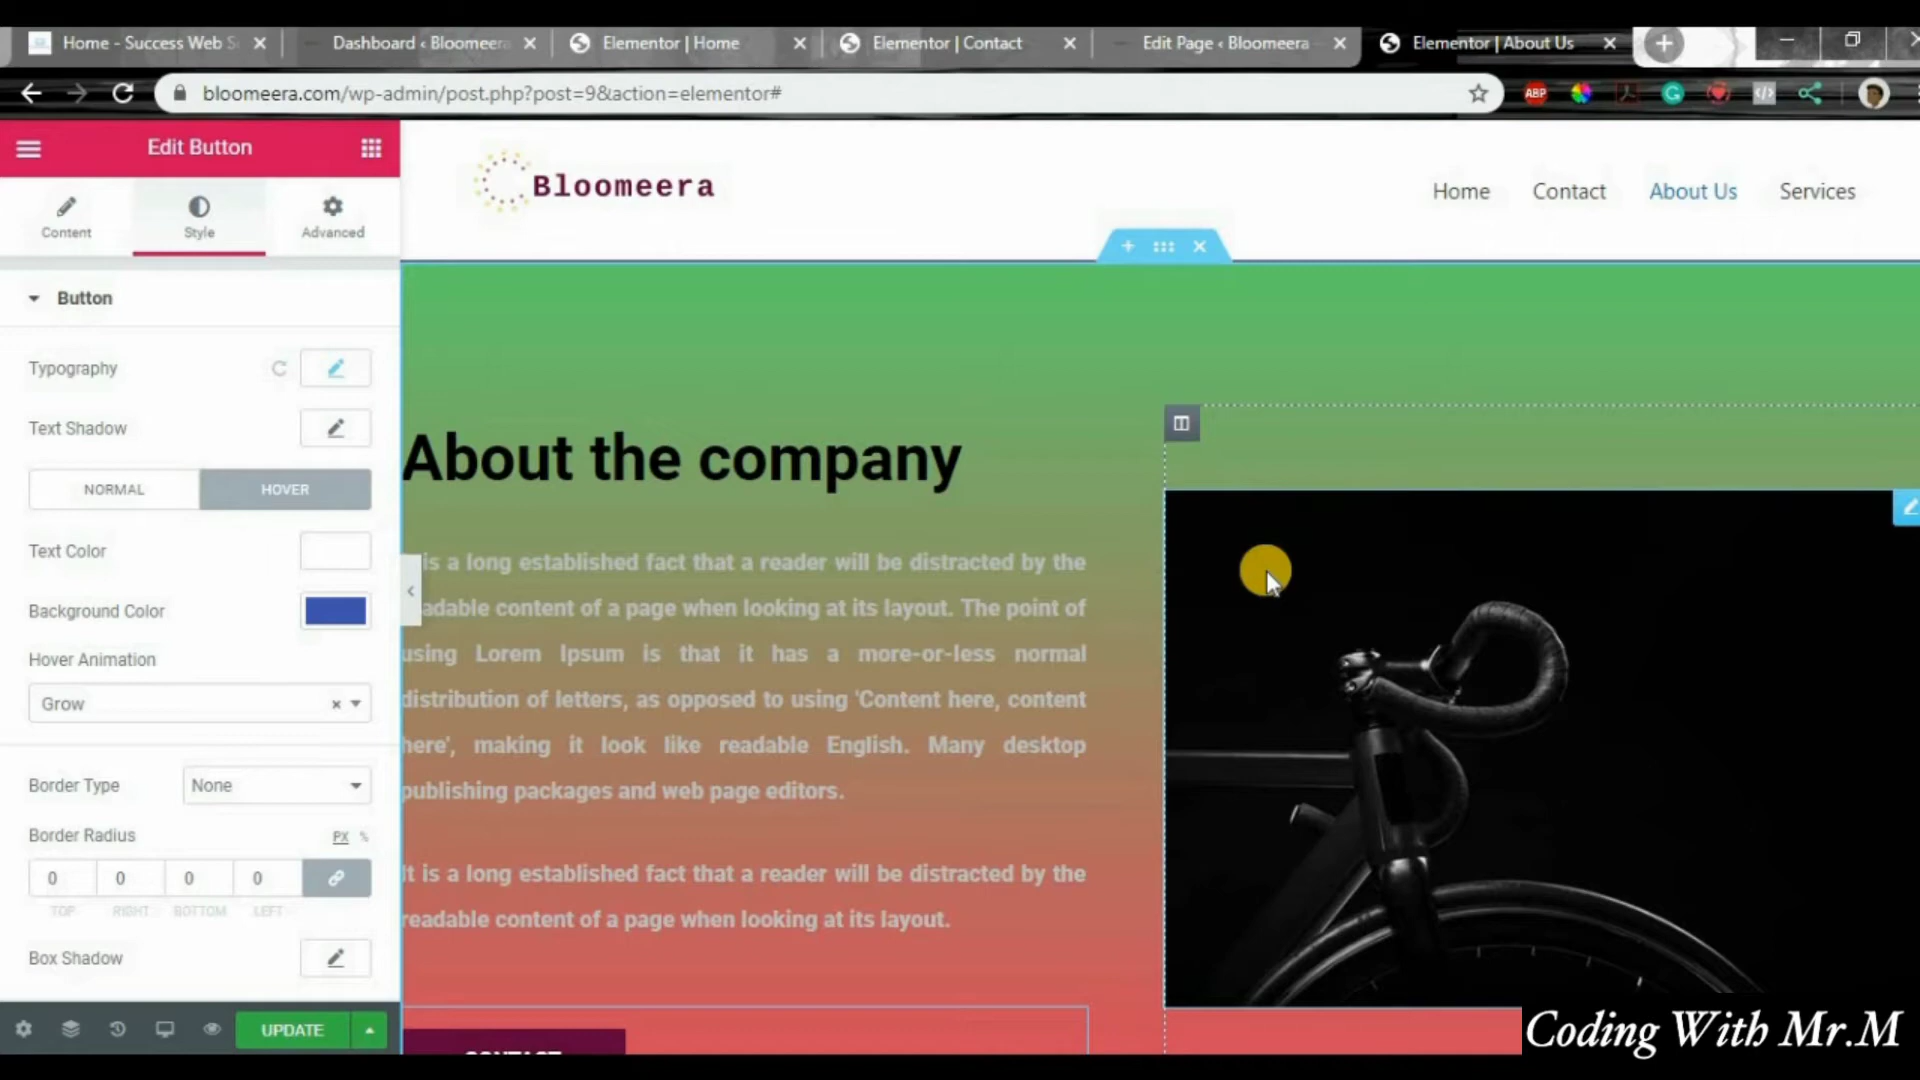 Home - Success Web S
Dashboard ‹ Bloomeera
Elementor | Home
Elementor | Contact
Edit Page ‹ Bloomeera
Elementor | About Us
bloomeera.com/wp-admin/post.php?post=9&action=elementor#
ABP
Edit Button
Content
Style
Advanced
Button
Typography
Text Shadow
NORMAL
HOVER
Text Color
Background Color
Hover Animation
Grow
Border Type
None
Border Radius
PX %
0 0 0 0
TOP RIGHT BOTTOM LEFT
Box Shadow
UPDATE
Bloomeera
Home
Contact
About Us
Services
About the company
is a long established fact that a reader will be distracted by the
adable content of a page when looking at its layout. The point of
using Lorem Ipsum is that it has a more-or-less normal
distribution of letters, as opposed to using 'Content here, content
here', making it look like readable English. Many desktop
publishing packages and web page editors.
It is a long established fact that a reader will be distracted by the
readable content of a page when looking at its layout.
CONTACT
Coding With Mr.M